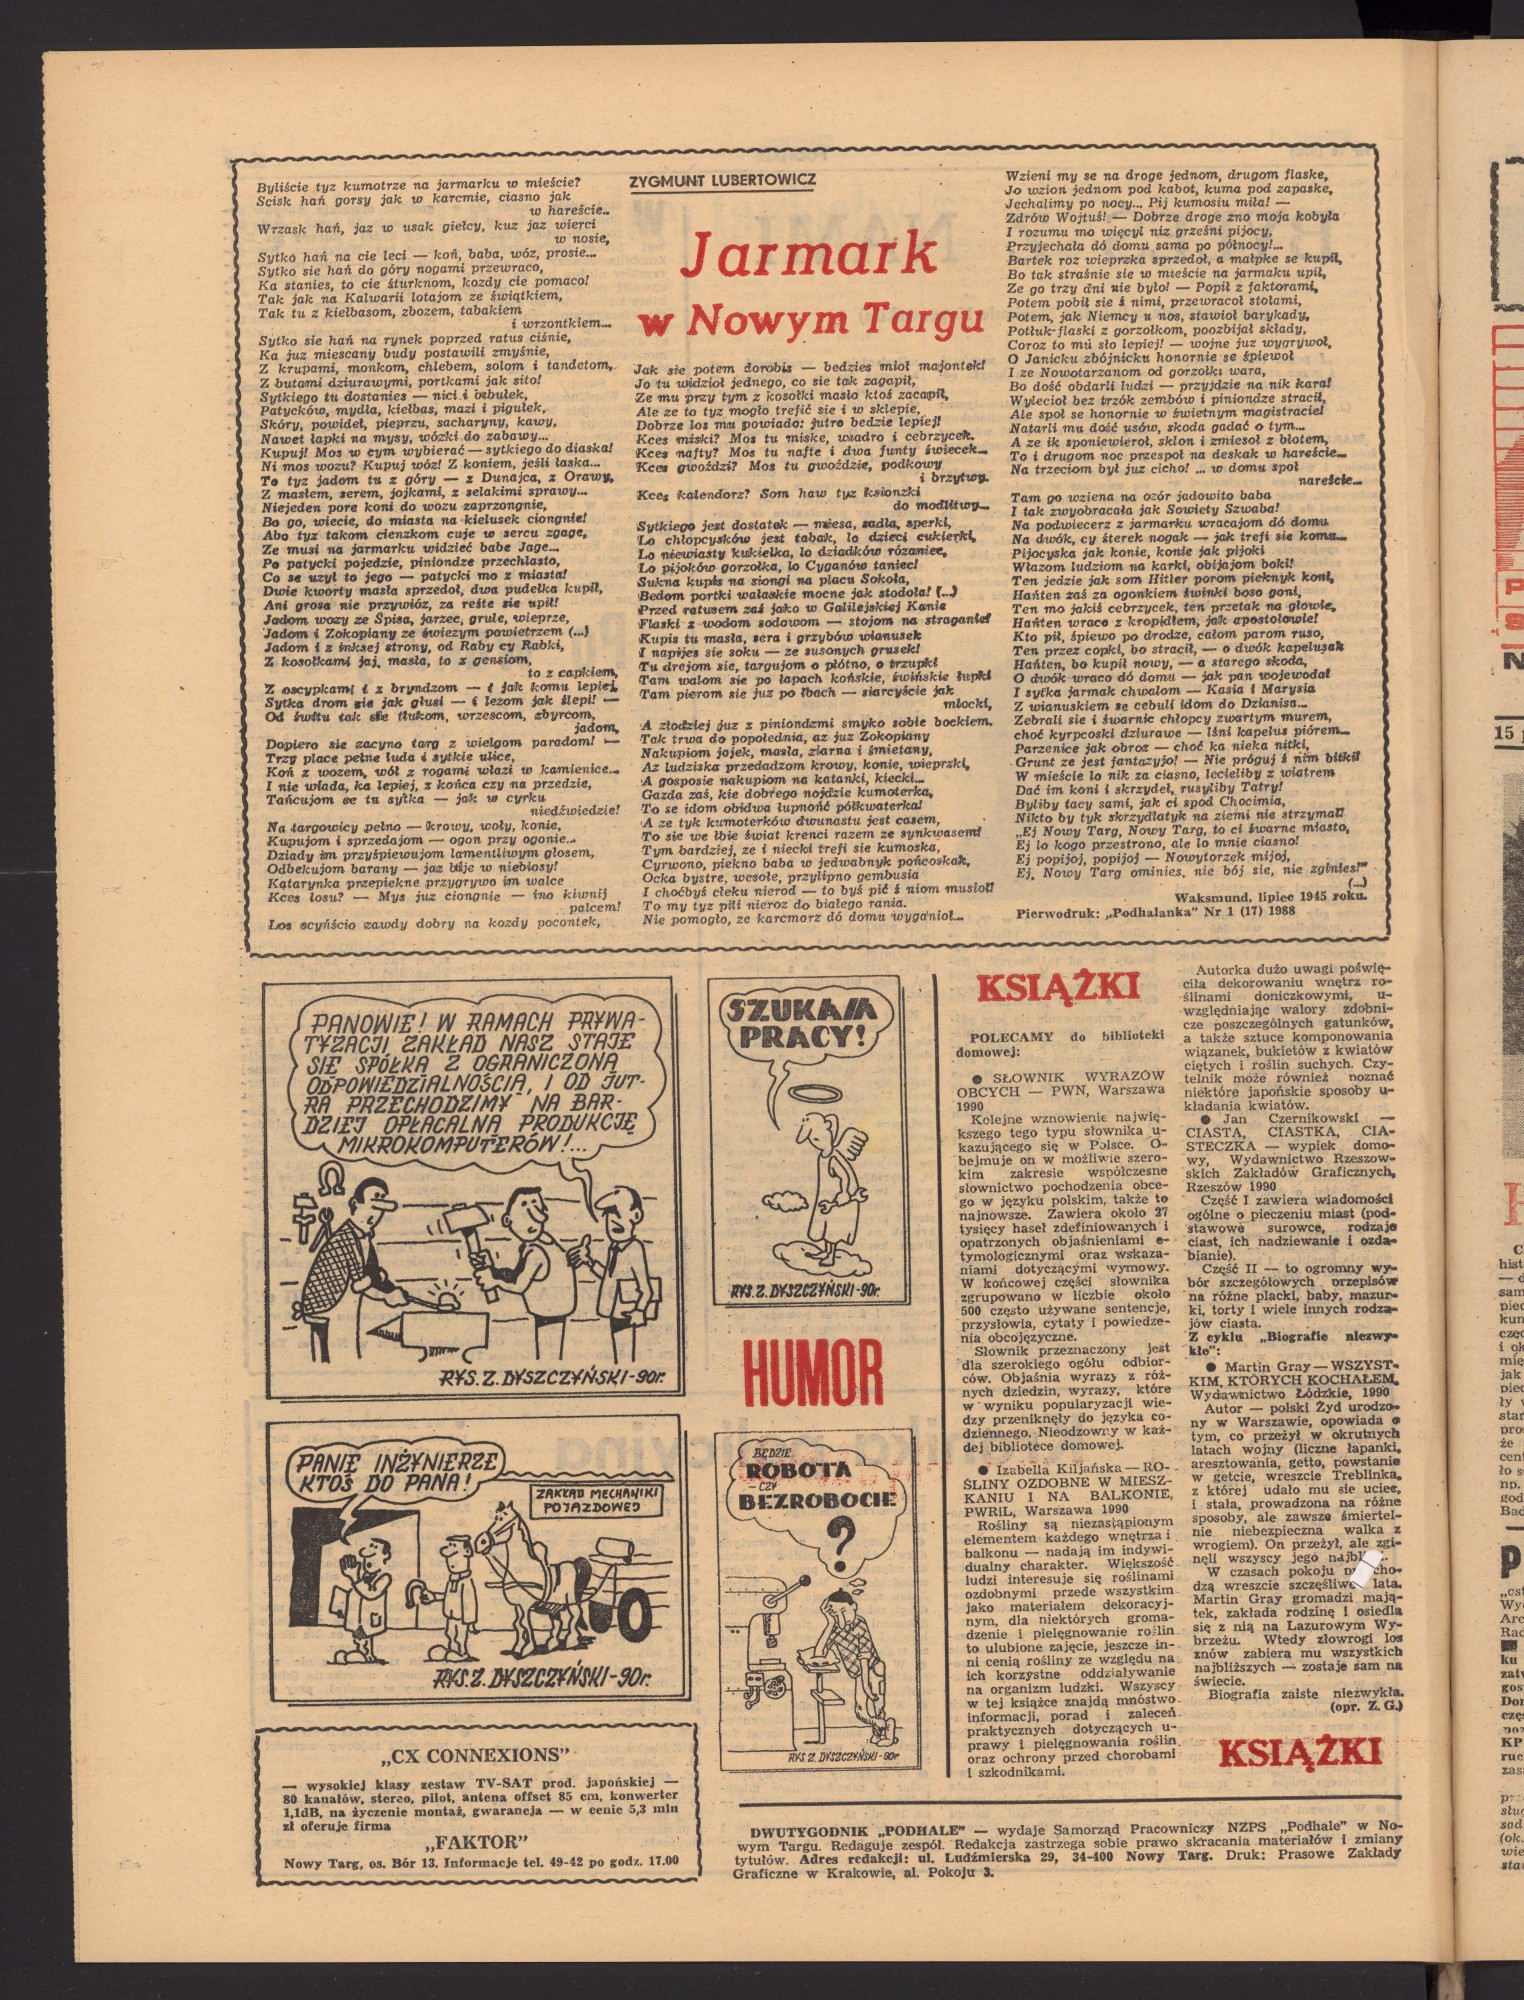 ZYGMUNT LUBERTOWICZ
Jarmark
w Nowym Targu
Byliście tyz kumotrze na jarmarku w mieście?
Scisk hań gorsy jak w karcmie, ciasno jak
w hareście...
Wrzask hań, jaz w usak giełcy, kuz jaz wierci
w nosie,
Sytko hań na cie leci — koń, baba, wóz, prosie...
Sytko sie hań do góry nogami przewraco,
Ka stanies, to cie śturknom, kozdy cie pomaco!
Tak jak na Kalwarii lotajom ze świątkiem,
Tak tu z kiełbasom, zbozem, tabakiem
i wrzontkiem...
Sytko sie hań na rynek poprzed ratus ciśnie,
Ka juz miescany budy postawili zmyśnie,
Z krupami, monkom, chlebem, solom i tandetom,
Z butami dziurawymi, portkami jak sito!
Sytkiego tu dostanies — nici i bibułek,
Patycków, mydła, kiełbas, mazi i pigułek,
Skóry, powideł, pieprzu, sacharyny, kawy,
Nawet łapki na mysy, wózki do zabawy...
Kupuj! Mos w cym wybierać — sytkiego do diaska!
Ni mos wozu? Kupuj wóz! Z koniem, jeśli łaska...
To tyz jadom tu z góry — z Dunajca, z Orawy,
Z masłem, serem, jojkami, z selakimi sprawy...
Niejeden pore koni do wozu zaprzongnie,
Bo go, wiecie, do miasta na kielusek ciongnie!
Abo tyz takom cienzkom cuje w sercu zgage,
Ze musi na jarmarku widzieć babe Jage...
Po patycki pojedzie, piniondze przechlasto,
Co se uzył to jego — patycki mo z miasta!
Dwie kworty masła sprzedoł, dwa pudełka kupił,
Ani grosa nie przywióz, za reśte sie upił!
Jadom wozy ze Spisa, jarzec, grule, wieprze,
Jadom i Zokopiany ze świezym powietrzem (...)
Jadom i z inksej strony, od Raby cy Rabki,
Z kosołkami jaj, masła, to z gensiom,
to z capkiem,
Z oscypkami i z bryndzom — i jak komu lepiej,
Sytka drom sie jak głusi — i lezom jak ślepi! —
Od świtu tak sie tłukom, wrzescom, zbyrcom,
jadom,
Dopiero sie zacyno targ z wielgom paradom! —
Trzy place pełne luda i sytkie ulice,
Koń z wozem, wół z rogami włazi w kamienice...
I nie wiada, ka lepiej, z końca czy na przedzie,
Tańcujom se tu sytka — jak w cyrku
niedźwiedzie!
Na targowicy pełno — krowy, woły, konie,
Kupujom i sprzedajom — ogon przy ogonie...
Dziady im przyśpiewujom lamentliwym głosem,
Odbekujom barany — jaz bije w niebiosy!
Katarynka przepiekne przygrywo im walce
Kces losu? — Mys juz ciongnie — ino kiwnij
palcem!
Los scyńścio zawdy dobry na kozdy pocontek,
Jak sie potem dorobis — bedzies mioł majontek!
Jo tu widzioł jednego, co sie tak zagapił,
Ze mu przy tym z kosołki masło ktoś zacapił,
Ale ze to tyz mogło trefić sie i w sklepie,
Dobrze los mu powiado: jutro bedzie lepiej!
Kces miski? Mos tu miske, wiadro i cebrzycek.
Kces nafty? Mos tu nafte i dwa funty świecek...
Kces gwoździ? Mos tu gwoździe, podkowy
i brzytwy.
Kces kalendorz? Som haw tyz ksionzki
do modlitwy...
Sytkiego jest dostatek — miesa, sadła, sperki,
Lo chłopcysków jest tabak, lo dzieci cukierki,
Lo niewiasty kukiełka, lo dziadków rózaniec,
Lo pijoków gorzołka, lo Cyganów taniec!
Sukna kupis na siongi na placu Sokoła,
Bedom portki wałaskie mocne jak stodoła! (...)
Przed ratusem zaś jako w Galilejskiej Kanie
Flaski z wodom sodowom — stojom na straganie!
Kupis tu masła, sera i grzybów wianusek
I napijes sie soku — ze susonych grusek!
Tu drejom sie, targujom o płótno, o trzupki
Tam walom sie po łapach końskie, świńskie łupki
Tam pierom sie juz po łbach — siarcyście jak
młocki,
A złodziej juz z piniondzmi smyko sobie bockiem.
Tak trwa do popołednia, az juz Zokopiany
Nakupiom jojek, masła, ziarna i śmietany,
Az ludziska przedadzom krowy, konie, wieprzki,
A gosposie nakupiom na katanki, kiecki...
Gazda zaś, kie dobrego nojdzie kumoterka,
To se idom obidwa łupnońć półkwaterka!
A ze tyk kumoterków dwunastu jest casem,
To sie we łbie świat krenci razem ze synkwasem!
Tym bardziej, ze i niecki trefi sie kumoska,
Cyrwono, piekno baba w jedwabnyk pońcoskak,
Ocka bystre, wesołe, przylipno gembusia
I choćbyś cłeku nierod — to byś pić ś niom musioł!
To my tyz pili nieroz do białego rania.
Nie pomogło, ze karcmorz dó domu wyganioł...
Wzieni my se na droge jednom, drugom flaske,
Jo wzion jednom pod kabot, kuma pod zapaske,
Jechalimy po nocy... Pij kumosiu miła! —
Zdrów Wojtuś! — Dobrze droge zno moja kobyła
I rozumu mo wiencyl niz grześni pijocy,
Przyjechała dó domu sama po północy!...
Bartek roz wieprzka sprzedoł, a małpke se kupił,
Bo tak straśnie sie w mieście na jarmaku upił,
Ze go trzy dni nie było! — Popił z faktorami,
Potem pobił sie ś nimi, przewracoł stołami,
Potem, jak Niemcy u nos, stawioł barykady,
Potłuk flaski z gorzołkom, poozbijał składy,
Coroz to mu sło lepiej! — wojne juz wygrywoł,
O Janicku zbójnicku honornie se śpiewoł
I ze Nowotarzanom od gorzołki wara,
Bo dość obdarli ludzi — przyjdzie na nik kara!
Wylecioł bez trzók zembów i piniondze stracił,
Ale społ se honornie w świetnym magistracie!
Natarli mu dość usów, skoda gadać o tym...
A ze ik sponiewieroł, sklon i zmiesoł z błotem,
To i drugom noc przespoł na deskak w hareście...
Na trzeciom był juz cicho! ... w domu społ
nareście...
Tam go wziena na ozór jadowito baba
I tak zwyobracała jak Sowiety Szwaba!
Na podwiecerz z jarmarku wracajom dó domu
Na dwók, cy śterek nogak — jak trefi sie komu...
Pijocyska jak konie, konie jak pijoki
Włazom ludziom na karki, obijajom boki!
Ten jedzie jak som Hitler porom pieknyk koni,
Hańten zaś za ogonkiem świnki boso goni,
Ten mo jakiś cebrzycek, ten przetak na głowie,
Hańten wraco z kropidłem, jak apostołowie!
Kto pił, śpiewo po drodze, całom parom ruso,
Ten przez copki, bo stracił, — o dwók kapelusak
Hańten, bo kupił nowy, — a starego skoda,
O dwók wraco dó domu — jak pan wojewoda!
I sytka jarmak chwalom — Kasia i Marysia
Z wianuskiem se cebuli idom do Dzianisa...
Zebrali sie i świarnie chłopcy zwartym murem,
choć kyrpcoski dziurawe — lśni kapelus piórem...
Parzenice jak obroz — choć ka nieka nitki,
Grunt ze jest fantazyjo! — Nie próguj ś nim bitki!
W mieście lo nik za ciasno, lecieliby z wiatrem
Dać im koni i skrzydeł, rusyliby Tatry!
Byliby tacy sami, jak ci spod Chocimia,
Nikto by tyk skrzydlatyk na ziemi nie strzymał!
„Ej Nowy Targ, Nowy Targ, to ci śwarne miasto,
Ej lo kogo przestrono, ale lo mnie ciasno!
Ej popijoj, popijoj — Nowytorzek mijoj,
Ej, Nowy Targ ominies, nie bój sie, nie zginies!”
(...)
Waksmund, lipiec 1945 roku.
Pierwodruk: „Podhalanka” Nr 1 (17) 1988
PANOWIE! W RAMACH PRYWA-
TYZACJI ZAKŁAD NASZ STAJE
SIĘ SPÓŁKĄ Z OGRANICZONĄ
ODPOWIEDZIALNOŚCIĄ, I OD JUT-
RA PRZECHODZIMY NA BAR-
DZIEJ OPŁACALNĄ PRODUKCJĘ
MIKROKOMPUTERÓW!...
RYS. Z. DYSZCZYŃSKI-90r.
SZUKAM
PRACY!
RYS. Z. DYSZCZYŃSKI-90r.
HUMOR
PANIE INŻYNIERZE
KTOŚ DO PANA!
ZAKŁAD MECHANIKI
POJAZDOWEJ
RYS. Z. DYSZCZYŃSKI-90r.
BĘDZIE
ROBOTA
- CZY
BEZROBOCIE
?
RYS. Z. DYSZCZYŃSKI-90r
„CX CONNEXIONS”
— wysokiej klasy zestaw TV-SAT prod. japońskiej —
80 kanałów, stereo, pilot, antena offset 85 cm, konwerter
1,1dB, na życzenie montaż, gwarancja — w cenie 5,3 mln
zł oferuje firma
„FAKTOR”
Nowy Targ, os. Bór 13. Informacje tel. 49-42 po godz. 17.00
KSIĄŻKI
POLECAMY do biblioteki
domowej:
● SŁOWNIK WYRAZÓW
OBCYCH — PWN, Warszawa
1990
Kolejne wznowienie najwię-
kszego tego typu słownika u-
kazującego się w Polsce. O-
bejmuje on w możliwie szero-
kim zakresie współczesne
słownictwo pochodzenia obce-
go w języku polskim, także to
najnowsze. Zawiera około 27
tysięcy haseł zdefiniowanych i
opatrzonych objaśnieniami e-
tymologicznymi oraz wskaza-
niami dotyczącymi wymowy.
W końcowej części słownika
zgrupowano w liczbie około
500 często używane sentencje,
przysłowia, cytaty i powiedze-
nia obcojęzyczne.
Słownik przeznaczony jest
dla szerokiego ogółu odbior-
ców. Objaśnia wyrazy z róż-
nych dziedzin, wyrazy, które
w wyniku popularyzacji wie-
dzy przeniknęły do języka co-
dziennego. Nieodzowny w każ-
dej bibliotece domowej.
● Izabella Kiljańska — RO-
ŚLINY OZDOBNE W MIESZ-
KANIU I NA BALKONIE,
PWRiL, Warszawa 1990
Rośliny są niezastąpionym
elementem każdego wnętrza i
balkonu — nadają im indywi-
dualny charakter. Większość
ludzi interesuje się roślinami
ozdobnymi przede wszystkim
jako materiałem dekoracyj-
nym, dla niektórych groma-
dzenie i pielęgnowanie roślin
to ulubione zajęcie, jeszcze in-
ni cenią rośliny ze względu na
ich korzystne oddziaływanie
na organizm ludzki. Wszyscy
w tej książce znajdą mnóstwo
informacji, porad i zaleceń
praktycznych dotyczących u-
prawy i pielęgnowania roślin
oraz ochrony przed chorobami
i szkodnikami.
Autorka dużo uwagi poświę-
ciła dekorowaniu wnętrz ro-
ślinami doniczkowymi, u-
względniając walory zdobni-
cze poszczególnych gatunków,
a także sztuce komponowania
wiązanek, bukietów z kwiatów
ciętych i roślin suchych. Czy-
telnik może również poznać
niektóre japońskie sposoby u-
kładania kwiatów.
● Jan Czernikowski —
CIASTA, CIASTKA, CIA-
STECZKA — wypiek domo-
wy, Wydawnictwo Rzeszow-
skich Zakładów Graficznych,
Rzeszów 1990
Część I zawiera wiadomości
ogólne o pieczeniu miast (pod-
stawowe surowce, rodzaje
ciast, ich nadziewanie i ozda-
bianie).
Część II — to ogromny wy-
bór szczegółowych przepisów
na różne placki, baby, mazur-
ki, torty i wiele innych rodza-
jów ciasta.
Z cyklu „Biografie niezwy-
kłe”:
● Martin Gray — WSZYST-
KIM, KTÓRYCH KOCHAŁEM,
Wydawnictwo Łódzkie, 1990
Autor — polski Żyd urodzo-
ny w Warszawie, opowiada o
tym, co przeżył w okrutnych
latach wojny (liczne łapanki,
aresztowania, getto, powstanie
w getcie, wreszcie Treblinka,
z której udało mu się uciec,
i stała, prowadzona na różne
sposoby, ale zawsze śmiertel-
nie niebezpieczna walka z
wrogiem). On przeżył, ale zgi-
nęli wszyscy jego
W czasach pokoju
dzą wreszcie szczęśliwe lata.
Martin Gray gromadzi mają-
tek, zakłada rodzinę i osiedla
się z nią na Lazurowym Wy-
brzeżu. Wtedy złowrogi los
znów zabiera mu wszystkich
najbliższych — zostaje sam na
świecie.
Biografia zaiste niezwykła.
(opr. Z. G.)
KSIĄŻKI
DWUTYGODNIK „PODHALE” — wydaje Samorząd Pracowniczy NZPS „Podhale” w No-
wym Targu. Redaguje zespół. Redakcja zastrzega sobie prawo skracania materiałów i zmiany
tytułów. Adres redakcji: ul. Ludźmierska 29, 34-400 Nowy Targ. Druk: Prasowe Zakłady
Graficzne w Krakowie, al. Pokoju 3.